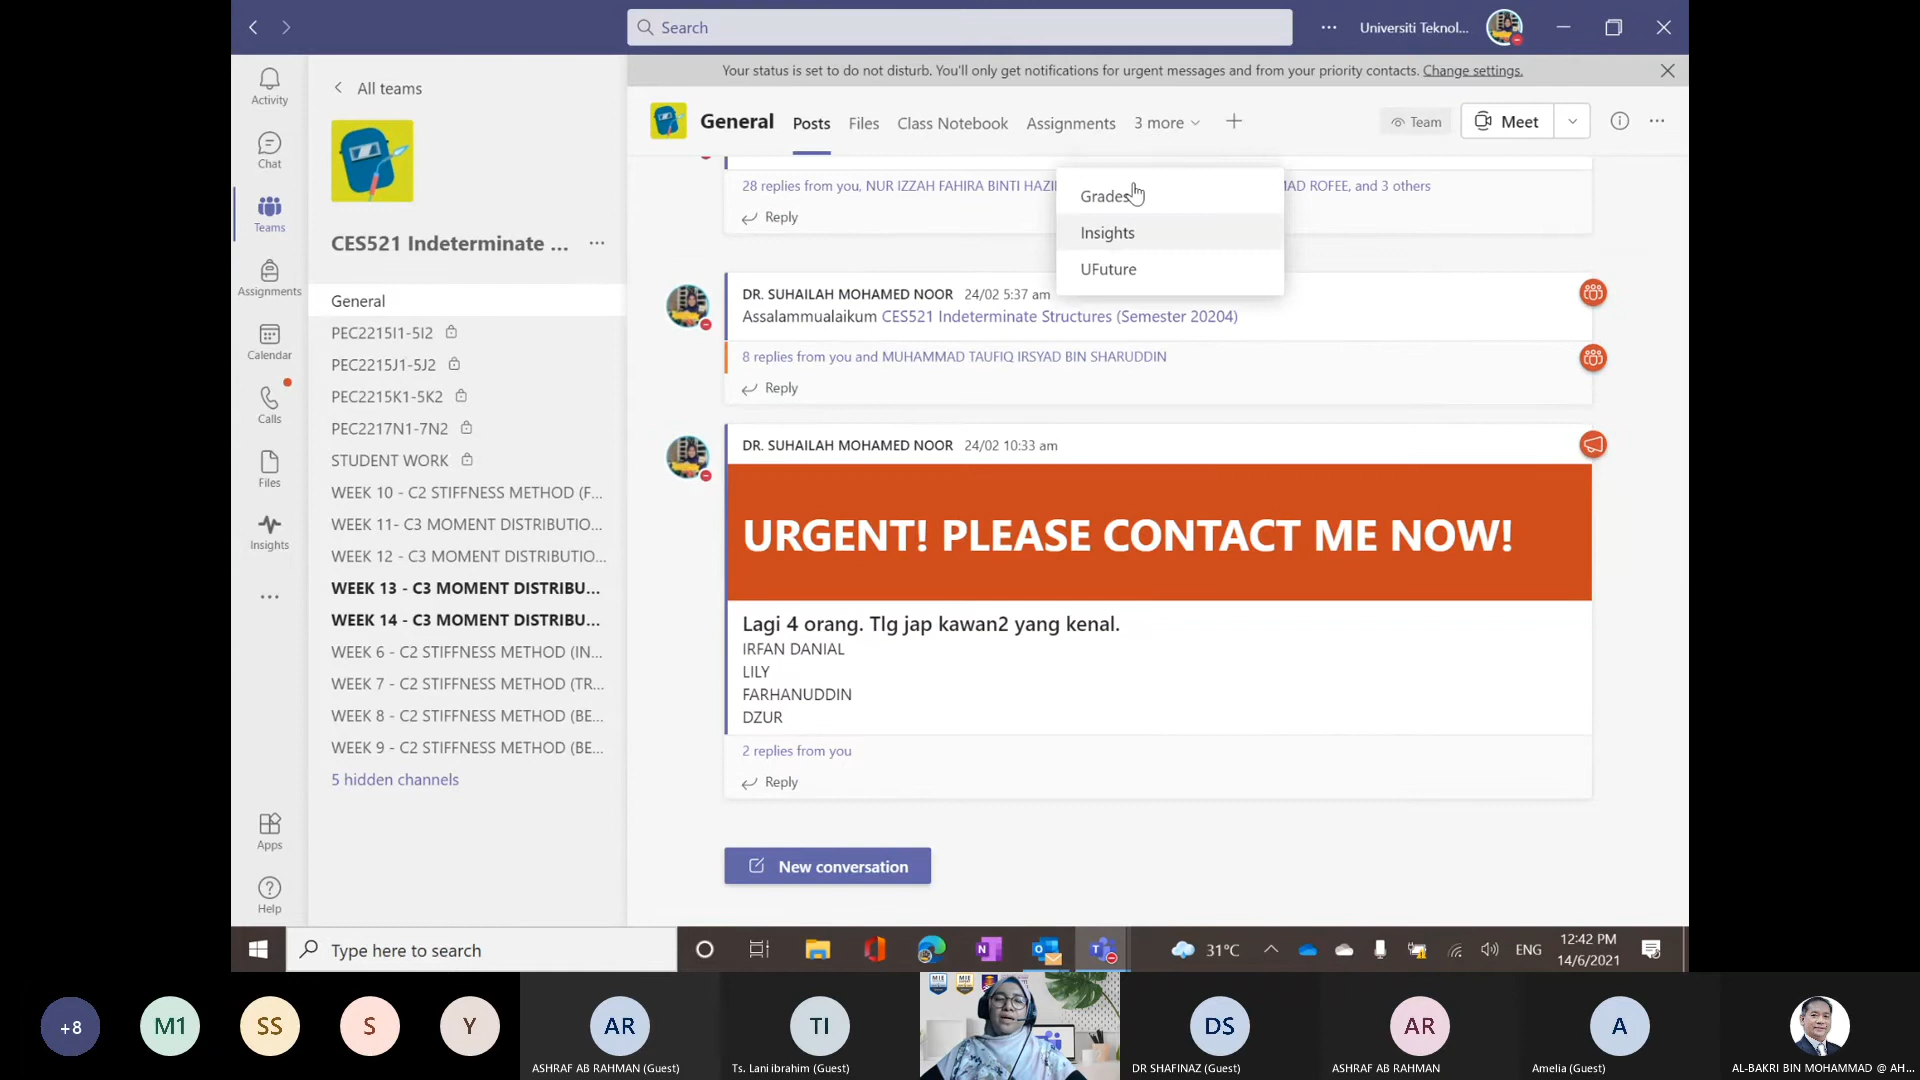 Search
Universiti Teknol...
Your status is set to do not disturb. You'll only get notifications for urgent messages and from your priority contacts. Change settings.
Activity
Chat
Teams
Assignments
Calendar
Calls
Files
Insights
Apps
Help
All teams
CES521 Indeterminate ...
General
PEC2215I1-5I2
PEC2215J1-5J2
PEC2215K1-5K2
PEC2217N1-7N2
STUDENT WORK
WEEK 10 - C2 STIFFNESS METHOD (F...
WEEK 11- C3 MOMENT DISTRIBUTIO...
WEEK 12 - C3 MOMENT DISTRIBUTIO...
WEEK 13 - C3 MOMENT DISTRIBU...
WEEK 14 - C3 MOMENT DISTRIBU...
WEEK 6 - C2 STIFFNESS METHOD (IN...
WEEK 7 - C2 STIFFNESS METHOD (TR...
WEEK 8 - C2 STIFFNESS METHOD (BE...
WEEK 9 - C2 STIFFNESS METHOD (BE...
5 hidden channels
General Posts Files Class Notebook Assignments 3 more
Team
Meet
Grades
Insights
UFuture
28 replies from you, NUR IZZAH FAHIRA BINTI HAZI MAD ROFEE, and 3 others
Reply
DR. SUHAILAH MOHAMED NOOR 24/02 5:37 am
Assalammualaikum CES521 Indeterminate Structures (Semester 20204)
8 replies from you and MUHAMMAD TAUFIQ IRSYAD BIN SHARUDDIN
Reply
DR. SUHAILAH MOHAMED NOOR 24/02 10:33 am
URGENT! PLEASE CONTACT ME NOW!
Lagi 4 orang. Tlg jap kawan2 yang kenal.
IRFAN DANIAL
LILY
FARHANUDDIN
DZUR
2 replies from you
Reply
New conversation
Type here to search
31°C
ENG
12:42 PM
14/6/2021
+8
M1
SS
S
Y
AR
ASHRAF AB RAHMAN (Guest)
TI
Ts. Lani ibrahim (Guest)
DS
DR SHAFINAZ (Guest)
AR
ASHRAF AB RAHMAN
A
Amelia (Guest)
AL-BAKRI BIN MOHAMMAD @ AH...